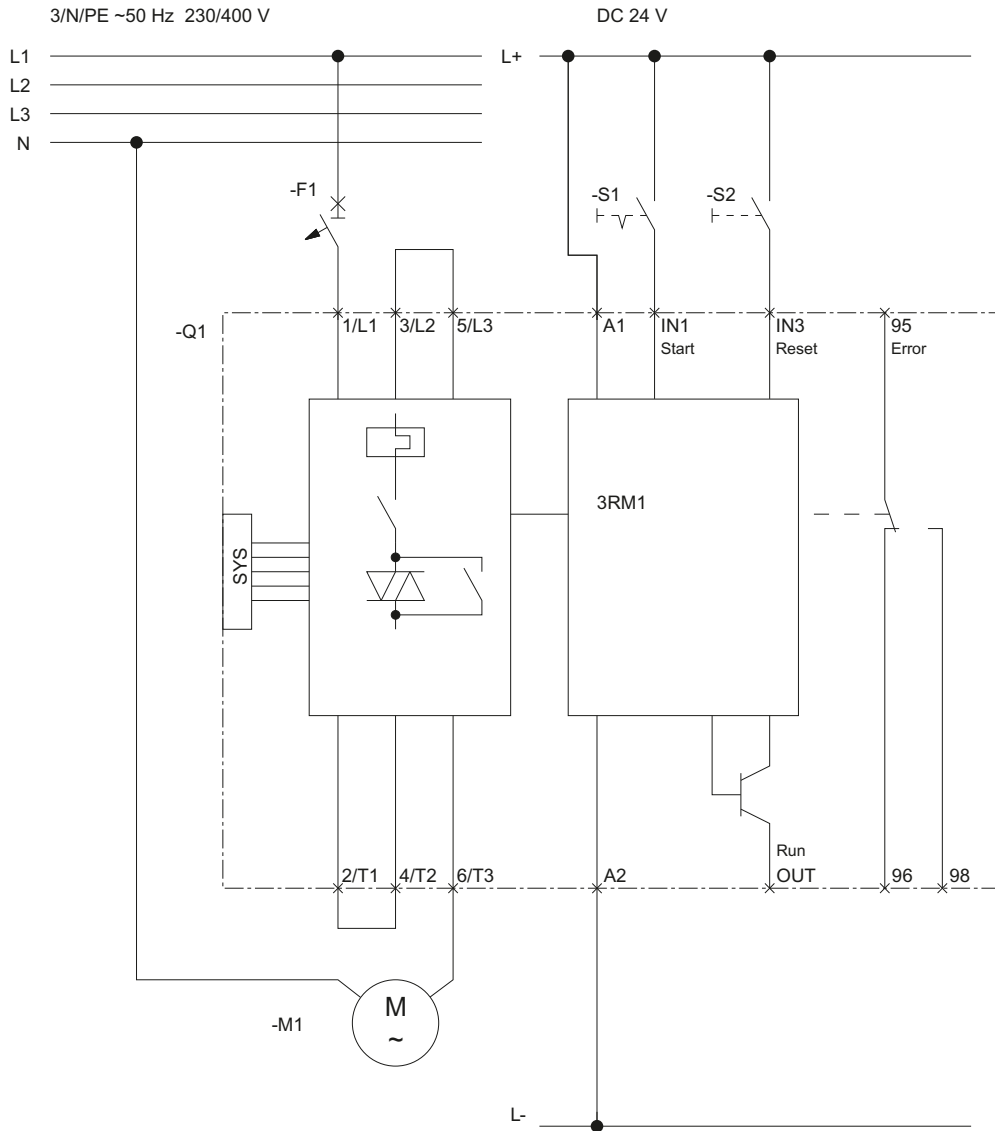 3/N/PE ~50 Hz 230/400 V
DC 24 V
L1
L+
L2
L3
N
-F1
-S1
-S2
-Q1
1/L1
3/L2
5/L3
A1
IN1
IN3
95
Start
Reset
Error
3RM1
SYS
Run
2/T1
4/T2
6/T3
A2
OUT
96
98
M
-M1
~
L-